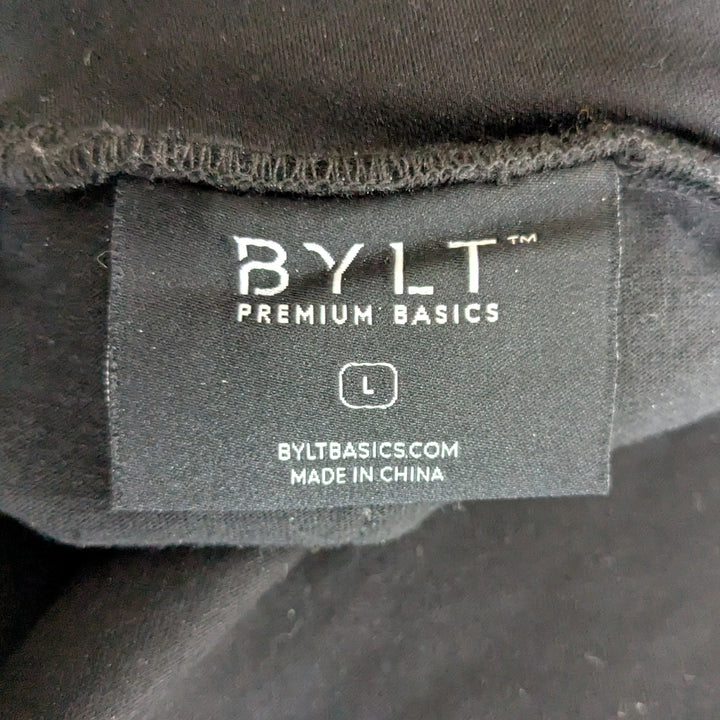 BYLT™
PREMIUM BASICS
L
BYLTBASICS.COM
MADE IN CHINA